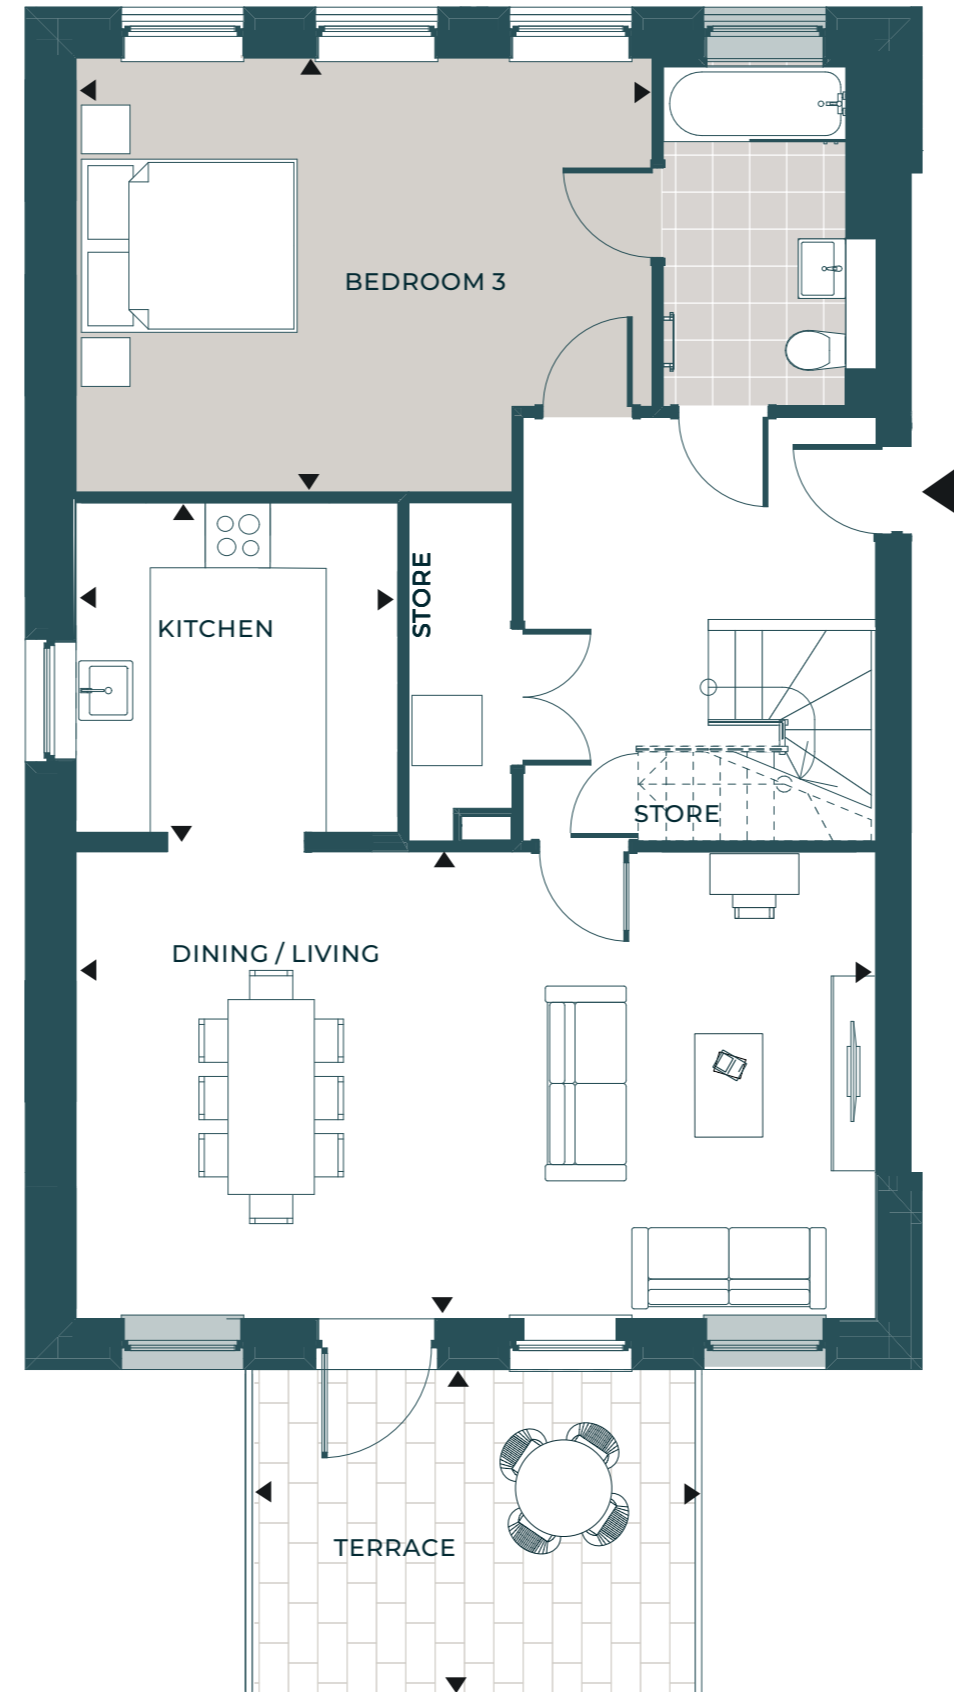 BEDROOM 3
STORE
KITCHEN
STORE
DINING / LIVING
TERRACE